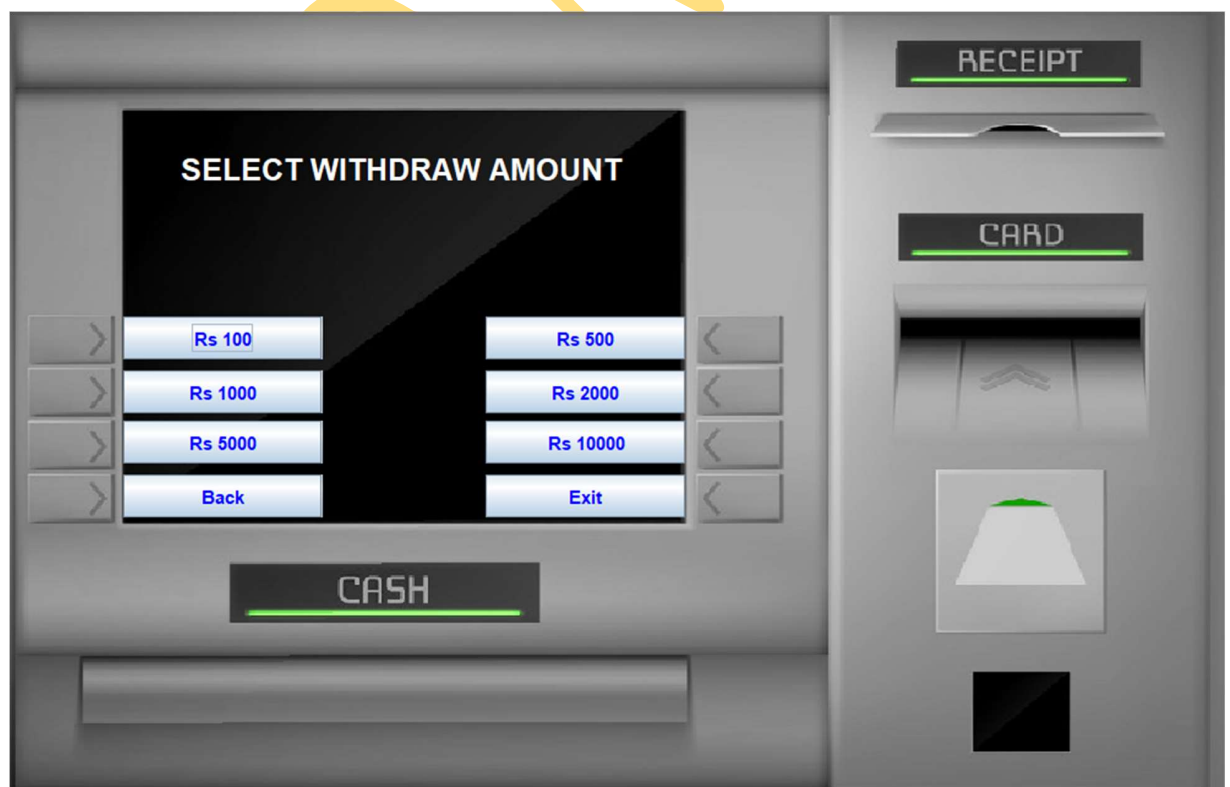 RECEIPT
SELECT WITHDRAW AMOUNT
CARD
Rs 100
Rs 500
Rs 1000
Rs 2000
Rs 5000
Rs 10000
Back
Exit
CASH